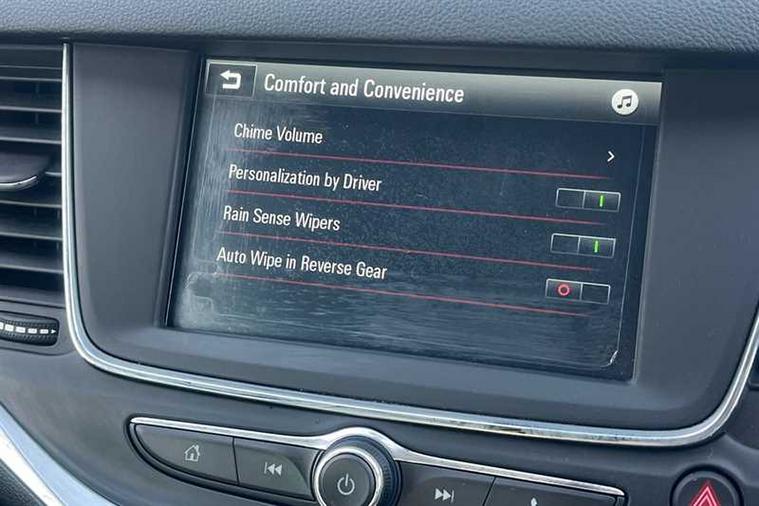 Comfort and Convenience
Chime Volume
Personalization by Driver
Rain Sense Wipers
Auto Wipe in Reverse Gear